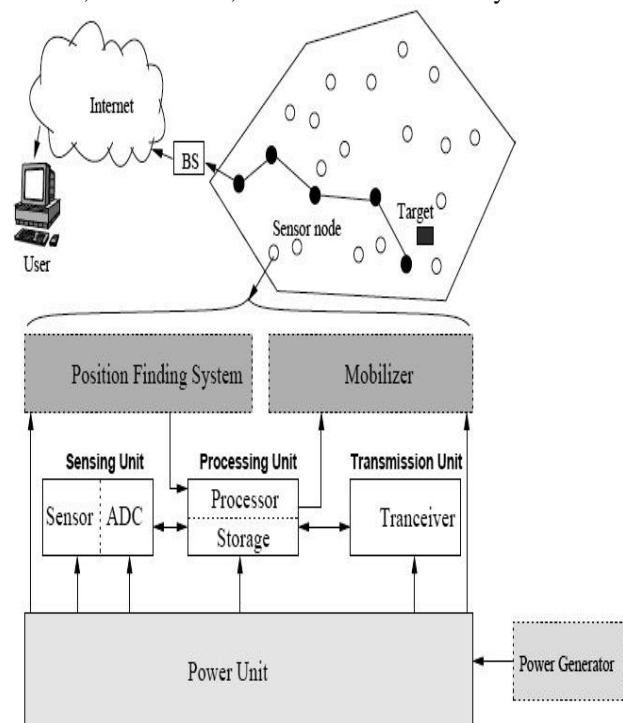 Internet
BS
User
Sensor node
Target
Position Finding System
Mobilizer
Sensing Unit
Processing Unit
Transmission Unit
Sensor
ADC
Processor
Storage
Tranceiver
Power Unit
Power Generator